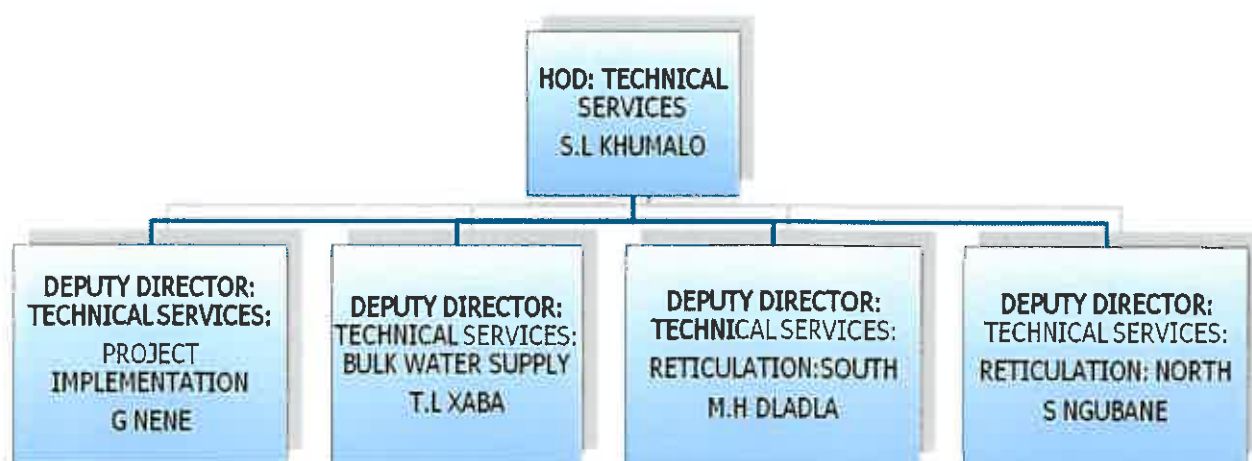 HOD: TECHNICAL
SERVICES
S.L KHUMALO
DEPUTY DIRECTOR:
TECHNICAL SERVICES:
PROJECT
IMPLEMENTATION
G NENE
DEPUTY DIRECTOR:
TECHNICAL SERVICES:
BULK WATER SUPPLY
T.L XABA
DEPUTY DIRECTOR:
TECHNICAL SERVICES:
RETICULATION:SOUTH
M.H DLADLA
DEPUTY DIRECTOR:
TECHNICAL SERVICES:
RETICULATION: NORTH
S NGUBANE